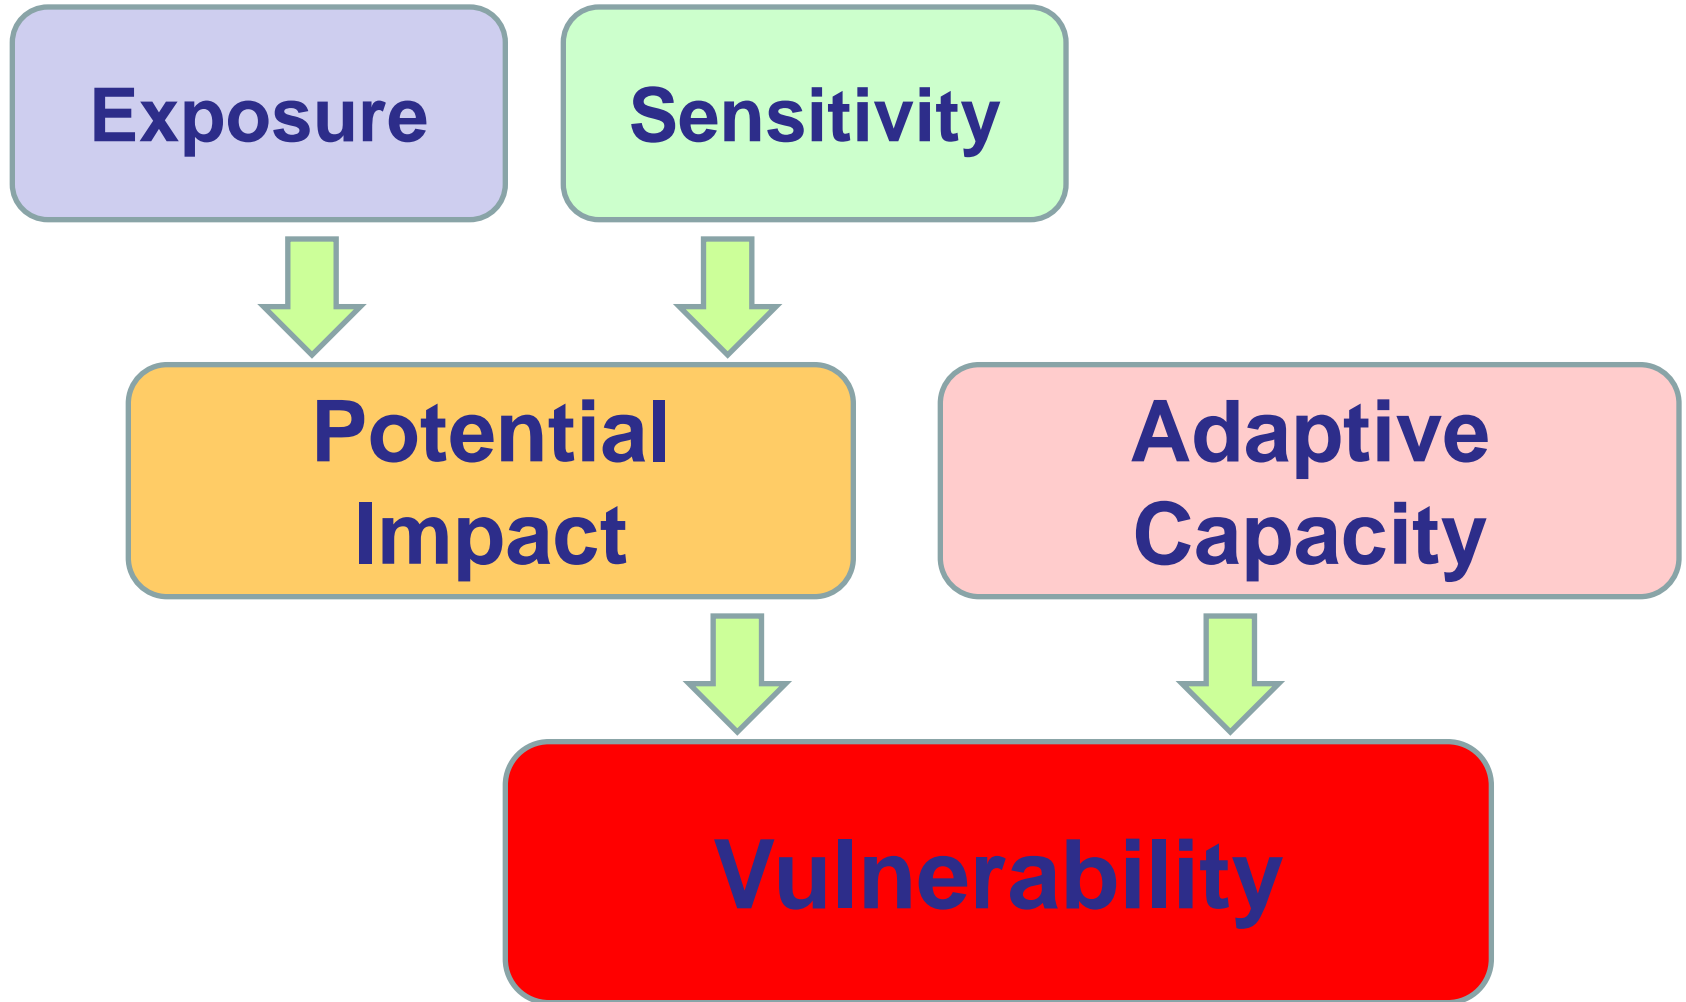 Exposure
Sensitivity
Potential
Impact
Adaptive
Capacity
Vulnerability